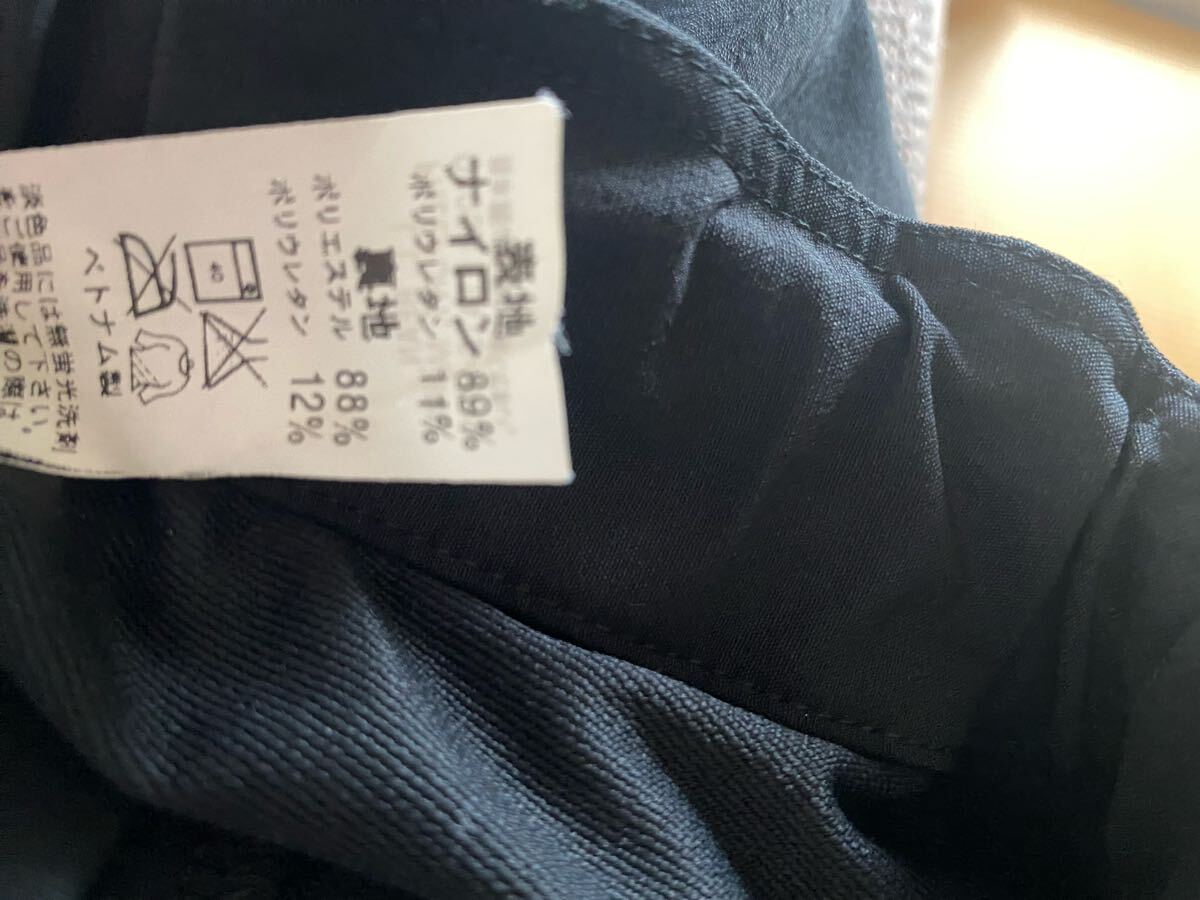 表地
ナイロン 89%
ポリウレタン 11%
裏地
ポリエステル 88%
ポリウレタン 12%
40
ベトナム製
淡色品には無蛍光洗剤
をご使用して下さい。